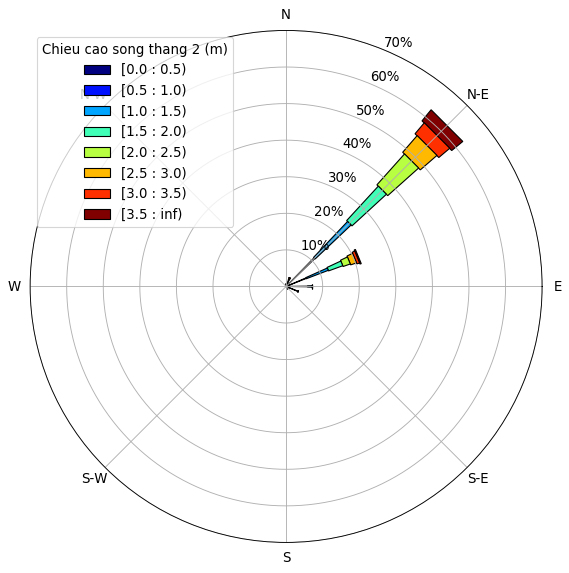 N
Chieu cao song thang 2 (m)
[0.0 : 0.5)
[0.5 : 1.0)
[1.0 : 1.5)
[1.5 : 2.0)
[2.0 : 2.5)
[2.5 : 3.0)
[3.0 : 3.5)
[3.5 : inf)
70%
60%
50%
40%
30%
20%
10%
N-E
W
E
S-W
S-E
S